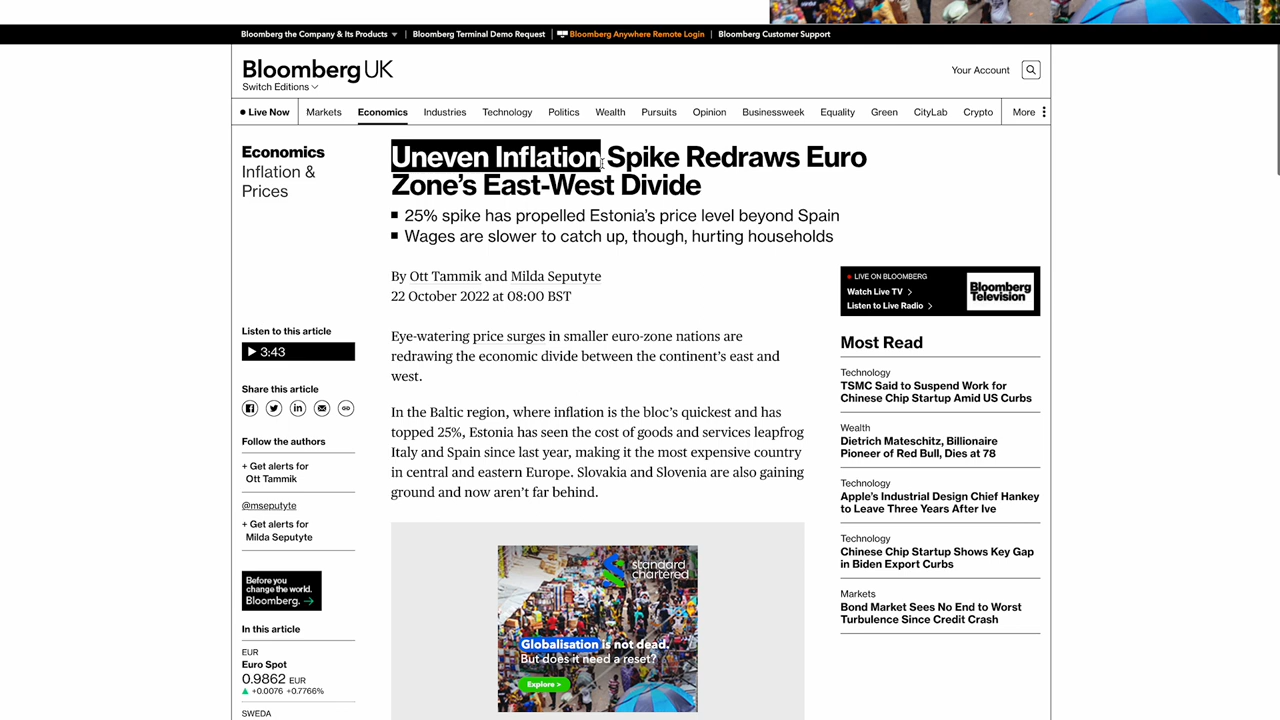 Bloomberg the Company & Its Products
Bloomberg Terminal Demo Request
Bloomberg Anywhere Remote Login
Bloomberg Customer Support
Bloomberg UK
Switch Editions
Your Account
Live Now
Markets
Economics
Industries
Technology
Politics
Wealth
Pursuits
Opinion
Businessweek
Equality
Green
CityLab
Crypto
More
Economics
Inflation &
Prices
Uneven Inflation Spike Redraws Euro
Zone's East-West Divide
25% spike has propelled Estonia's price level beyond Spain
Wages are slower to catch up, though, hurting households
By Ott Tammik and Milda Seputyte
22 October 2022 at 08:00 BST
Listen to this article
3:43
Share this article
Follow the authors
+ Get alerts for
Ott Tammik
@mseputyte
+ Get alerts for
Milda Seputyte
Before you
change the world.
Bloomberg. →
In this article
EUR
Euro Spot
0.9862 EUR
▲ +0.0076 +0.7766%
SWEDA
Eye-watering price surges in smaller euro-zone nations are
redrawing the economic divide between the continent's east and
west.
In the Baltic region, where inflation is the bloc's quickest and has
topped 25%, Estonia has seen the cost of goods and services leapfrog
Italy and Spain since last year, making it the most expensive country
in central and eastern Europe. Slovakia and Slovenia are also gaining
ground and now aren't far behind.
standard
chartered
Globalisation is not dead.
But does it need a reset?
Explore >
LIVE ON BLOOMBERG
Watch Live TV >
Listen to Live Radio >
Bloomberg
Television
Most Read
Technology
TSMC Said to Suspend Work for
Chinese Chip Startup Amid US Curbs
Wealth
Dietrich Mateschitz, Billionaire
Pioneer of Red Bull, Dies at 78
Technology
Apple's Industrial Design Chief Hankey
to Leave Three Years After Ive
Technology
Chinese Chip Startup Shows Key Gap
in Biden Export Curbs
Markets
Bond Market Sees No End to Worst
Turbulence Since Credit Crash